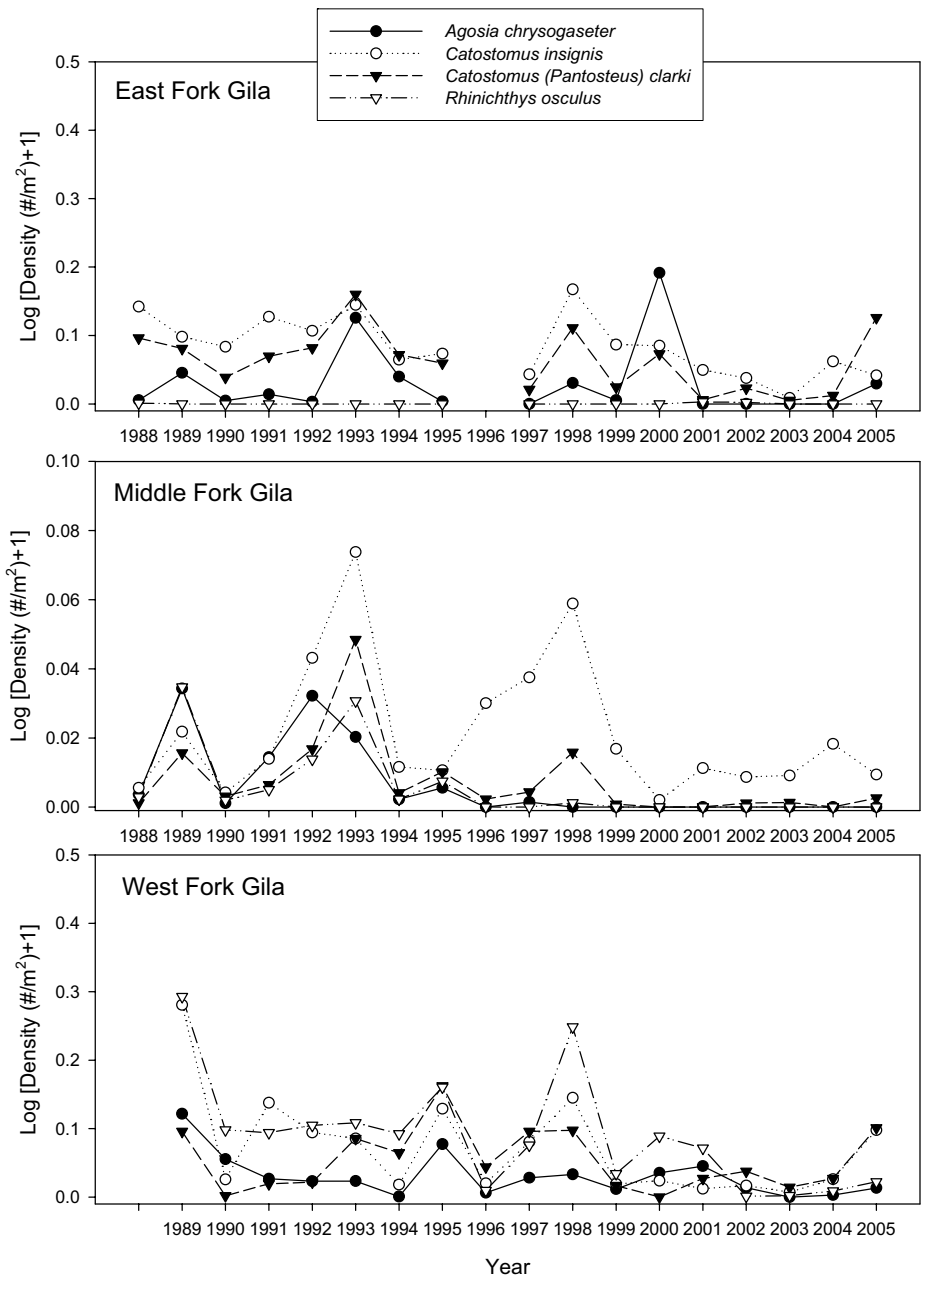 Agosia chrysogaseter
Catostomus insignis
Catostomus (Pantosteus) clarki
Rhinichthys osculus
East Fork Gila
Log [Density (#/m²)+1]
0.5
0.4
0.3
0.2
0.1
0.0
1988 1989 1990 1991 1992 1993 1994 1995 1996 1997 1998 1999 2000 2001 2002 2003 2004 2005
Middle Fork Gila
Log [Density (#/m²)+1]
0.10
0.08
0.06
0.04
0.02
0.00
1988 1989 1990 1991 1992 1993 1994 1995 1996 1997 1998 1999 2000 2001 2002 2003 2004 2005
West Fork Gila
Log [Density (#/m²)+1]
0.5
0.4
0.3
0.2
0.1
0.0
1989 1990 1991 1992 1993 1994 1995 1996 1997 1998 1999 2000 2001 2002 2003 2004 2005
Year